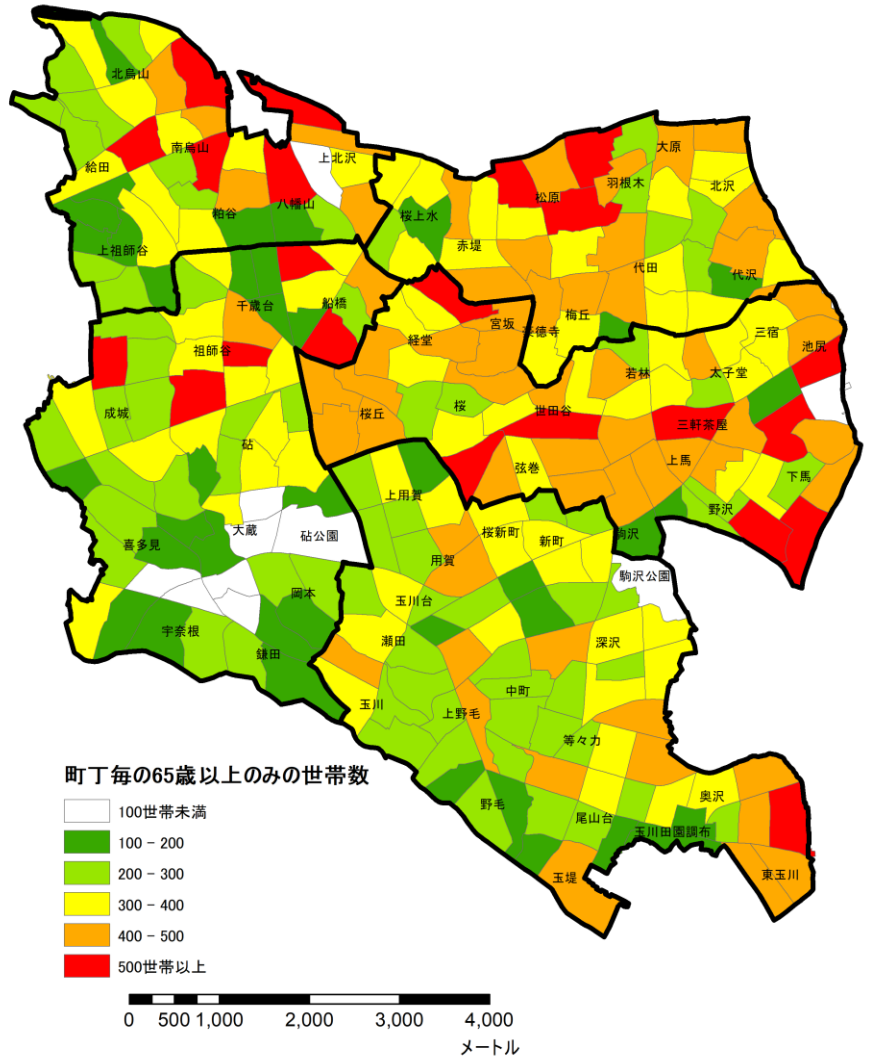 北烏山
南烏山
給田
上北沢
八幡山
粕谷
上祖師谷
桜上水
赤堤
松原
羽根木
大原
北沢
代田
代沢
千歳台
船橋
祖師谷
経堂
宮坂
豪徳寺
梅丘
三宿
池尻
若林
太子堂
成城
砧
桜丘
桜
世田谷
三軒茶屋
弦巻
上馬
下馬
野沢
駒沢
上用賀
用賀
桜新町
新町
駒沢公園
大蔵
砧公園
喜多見
岡本
宇奈根
鎌田
玉川台
瀬田
玉川
深沢
中町
上野毛
等々力
野毛
尾山台
奥沢
玉川田園調布
玉堤
東玉川
町丁毎の65歳以上のみの世帯数
100世帯未満
100 - 200
200 - 300
300 - 400
400 - 500
500世帯以上
0 500 1,000 2,000 3,000 4,000
メートル